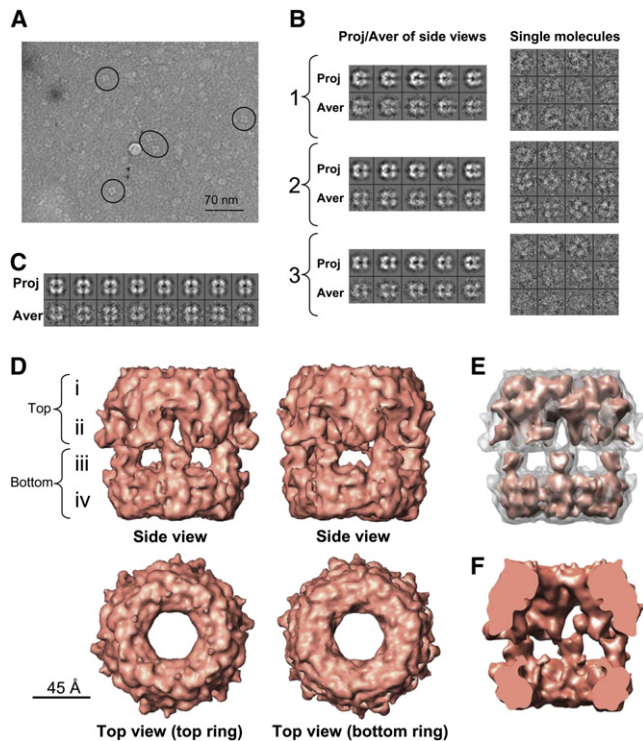 A
70 nm
B
Proj/Aver of side views
Single molecules
1
Proj
Aver
2
Proj
Aver
3
Proj
Aver
C
Proj
Aver
D
Top
i
ii
Bottom
iii
iv
Side view
Side view
45 Å
Top view (top ring)
Top view (bottom ring)
E
F